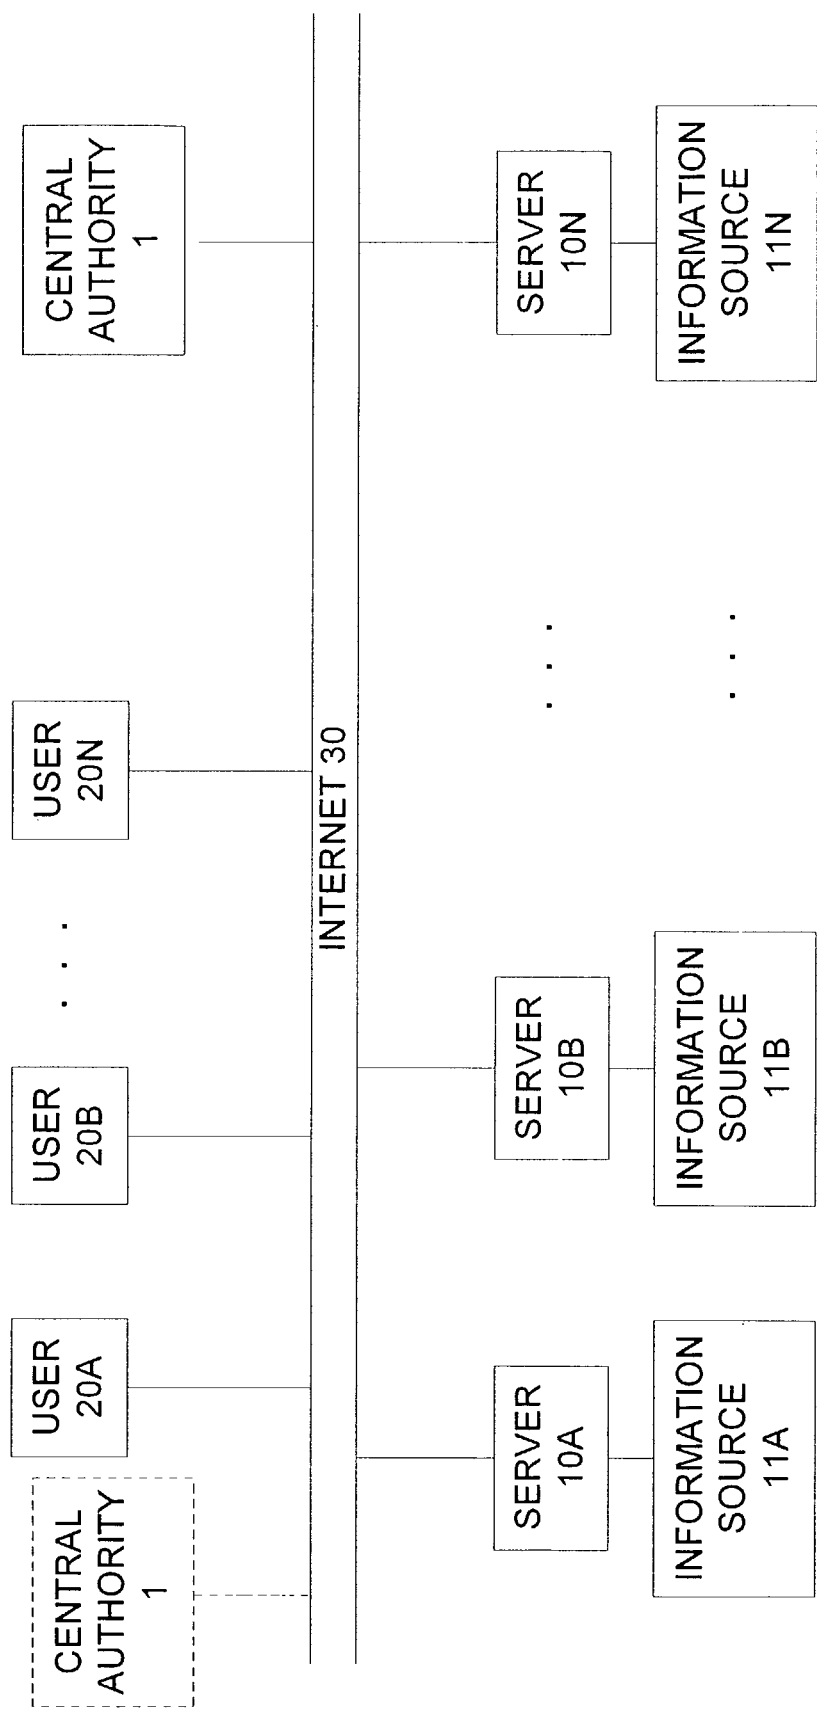 CENTRAL
AUTHORITY
1
USER
20A
USER
20B
. . .
USER
20N
CENTRAL
AUTHORITY
1
INTERNET 30
SERVER
10A
SERVER
10B
. . .
SERVER
10N
INFORMATION
SOURCE
11A
INFORMATION
SOURCE
11B
. . .
INFORMATION
SOURCE
11N